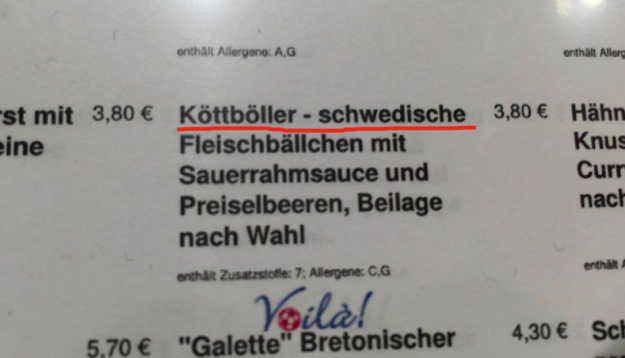 enthält Allergene: A,G
enthält Allerg
rst mit 3,80 € Köttböller - schwedische 3,80 € Hähn
eine Fleischbällchen mit Knus
Sauerrahmsauce und Curr
Preiselbeeren, Beilage nach
nach Wahl
enthält Zusatzstoffe: 7; Allergene: C,G
enthält A
Voilà!
5,70 € "Galette" Bretonischer 4,30 € Sch